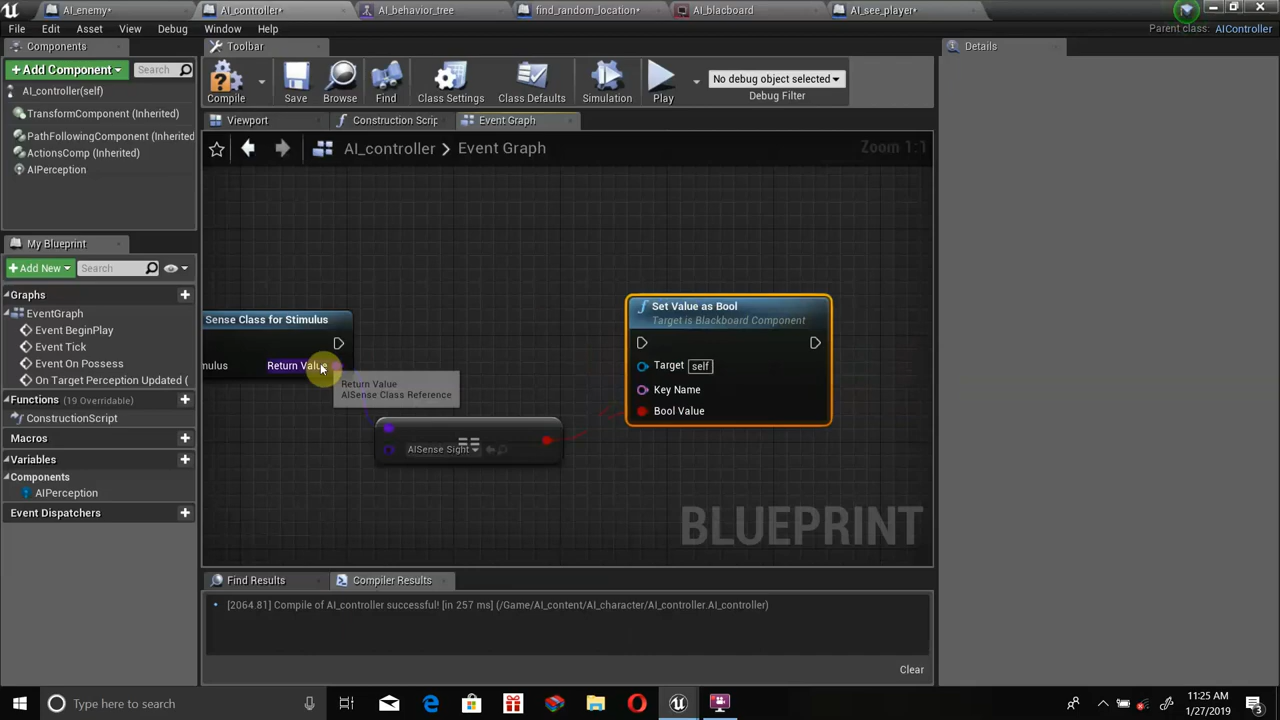 AI_enemy*
AI_controller*
AI_behavior_tree
find_random_location*
AI_blacboard
AI_see_player*
File Edit Asset View Debug Window Help
Parent class: AIController
Components
Toolbar
Details
+ Add Component
Search
Compile
Save
Browse
Find
Class Settings
Class Defaults
Simulation
Play
No debug object selected
Debug Filter
AI_controller(self)
TransformComponent (Inherited)
PathFollowingComponent (Inherited)
ActionsComp (Inherited)
AIPerception
Viewport
Construction Scrip
Event Graph
AI_controller > Event Graph
Zoom 1:1
My Blueprint
+ Add New
Search
Graphs
EventGraph
Event BeginPlay
Event Tick
Event On Possess
On Target Perception Updated (
Functions (19 Overridable)
ConstructionScript
Macros
Variables
Components
AIPerception
Event Dispatchers
Sense Class for Stimulus
mulus
Return Value
Return Value
AISense Class Reference
==
AISense Sight
Set Value as Bool
Target is Blackboard Component
Target self
Key Name
Bool Value
BLUEPRINT
Find Results
Compiler Results
[2064.81] Compile of AI_controller successful! [in 257 ms] (/Game/AI_content/AI_character/AI_controller.AI_controller)
Clear
Type here to search
11:25 AM
1/27/2019
3